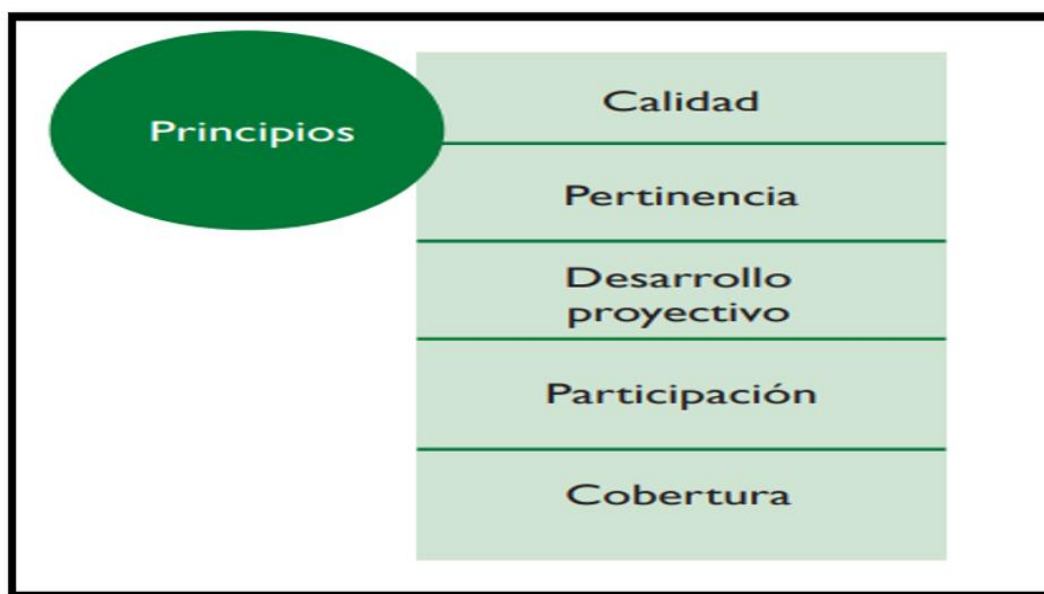 Principios
Calidad
Pertinencia
Desarrollo
proyectivo
Participación
Cobertura